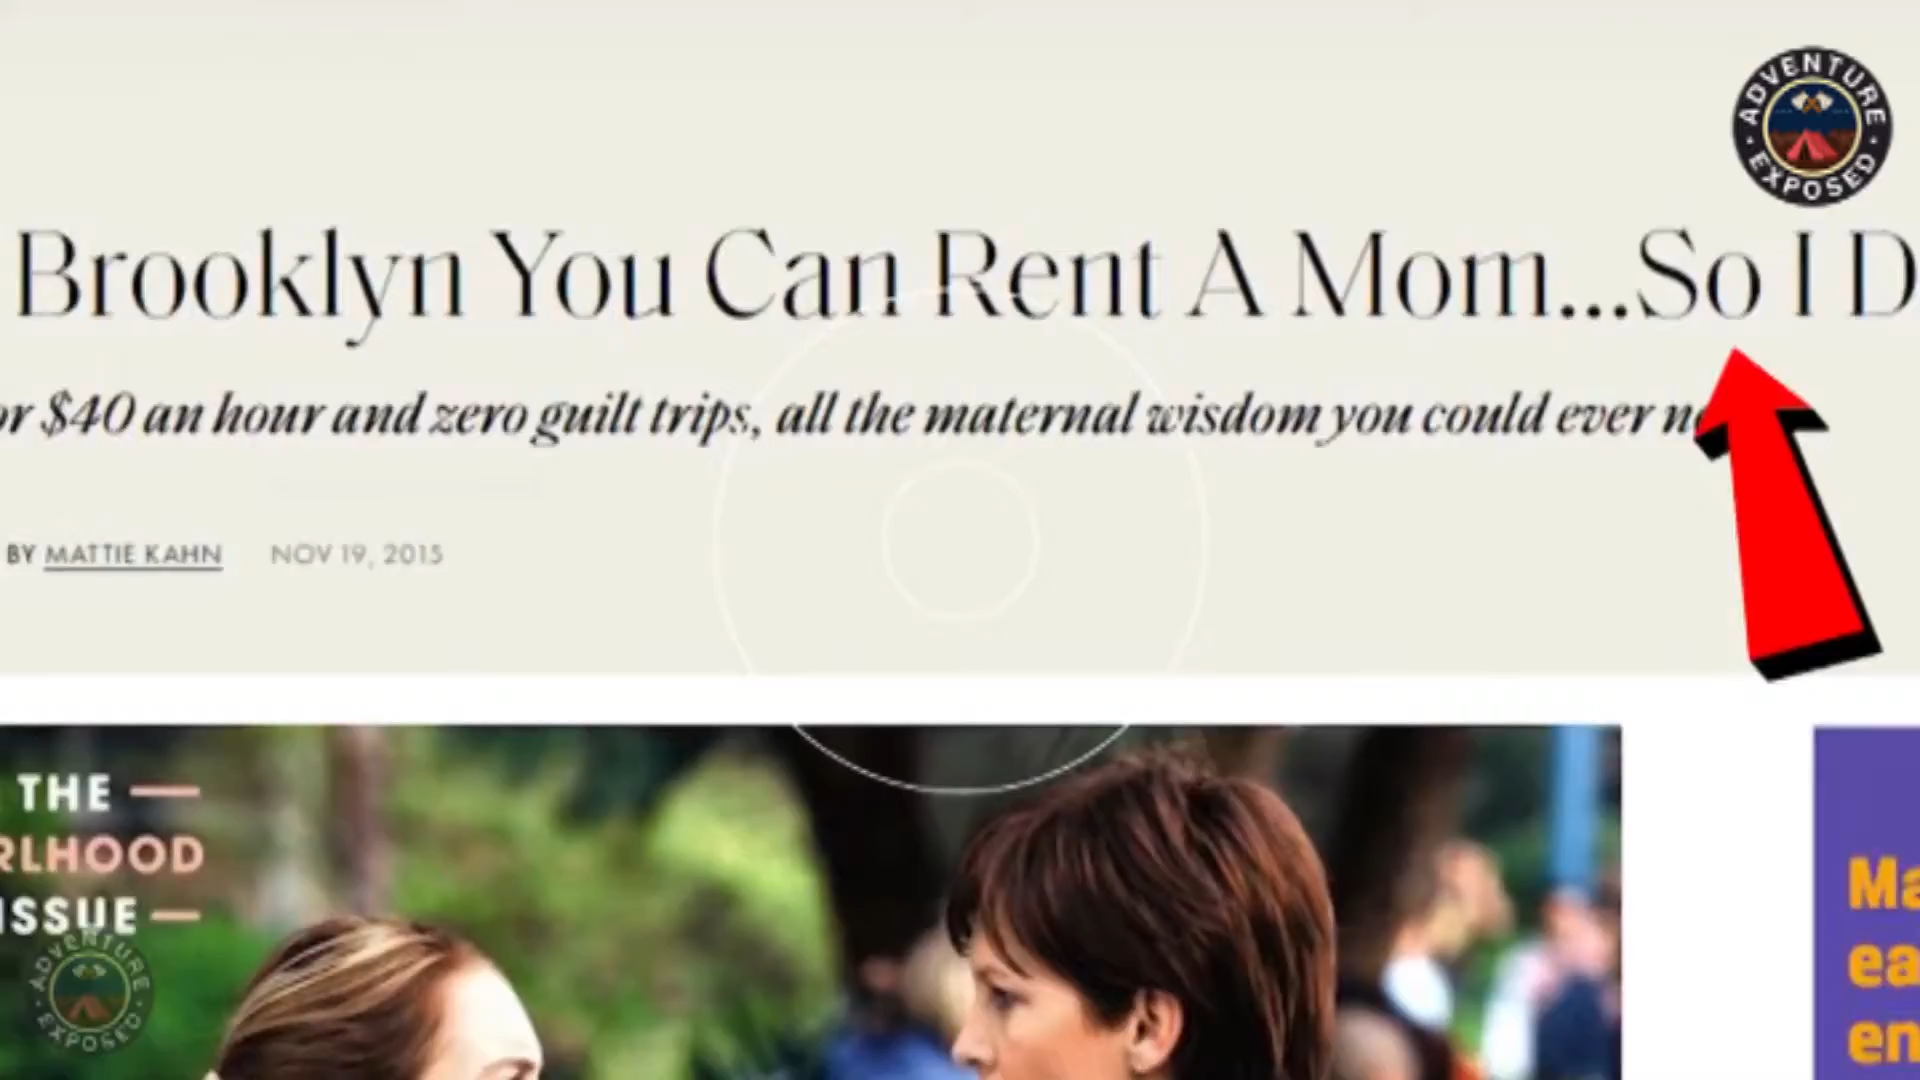 ADVENTURE
EXPOSED
Brooklyn You Can Rent A Mom...So I D
or $40 an hour and zero guilt trips, all the maternal wisdom you could ever
BY MATTIE KAHN NOV 19, 2015
THE
RLHOOD
ISSUE
ADVENTURE
EXPOSED
Ma
ea
en